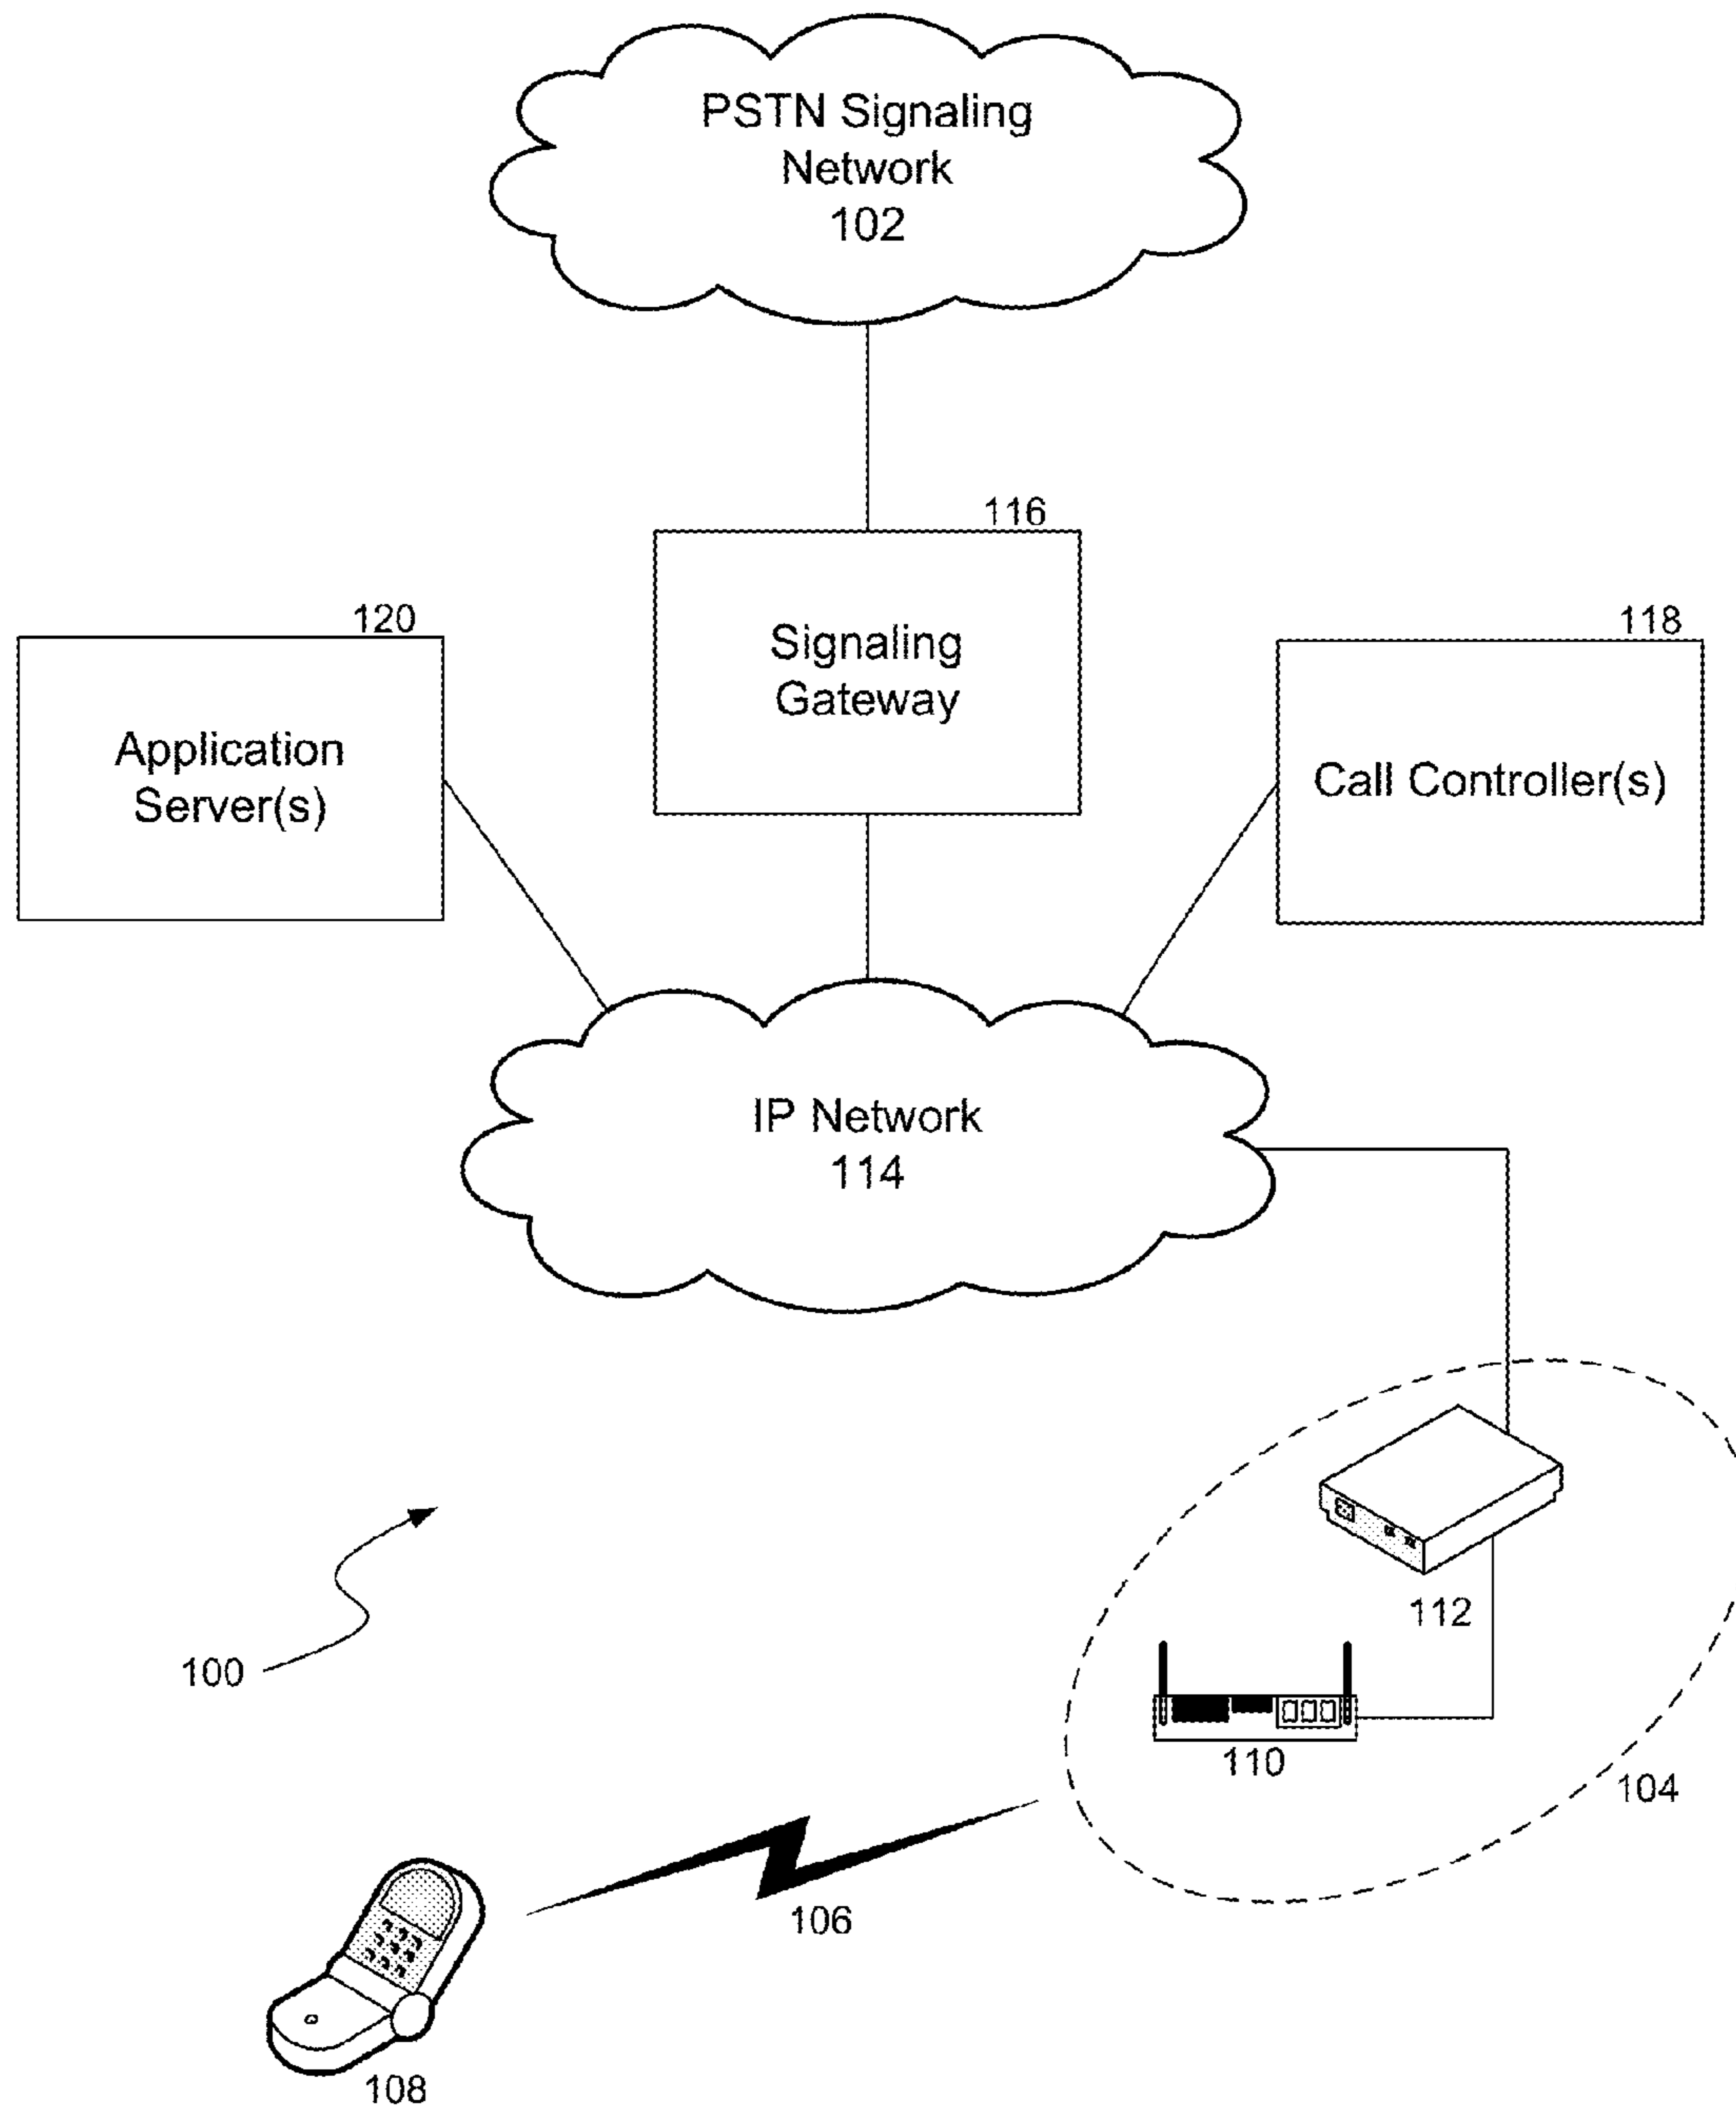 PSTN Signaling
Network
102
116
Signaling
Gateway
120
Application
Server(s)
118
Call Controller(s)
IP Network
114
112
100
110
104
106
108